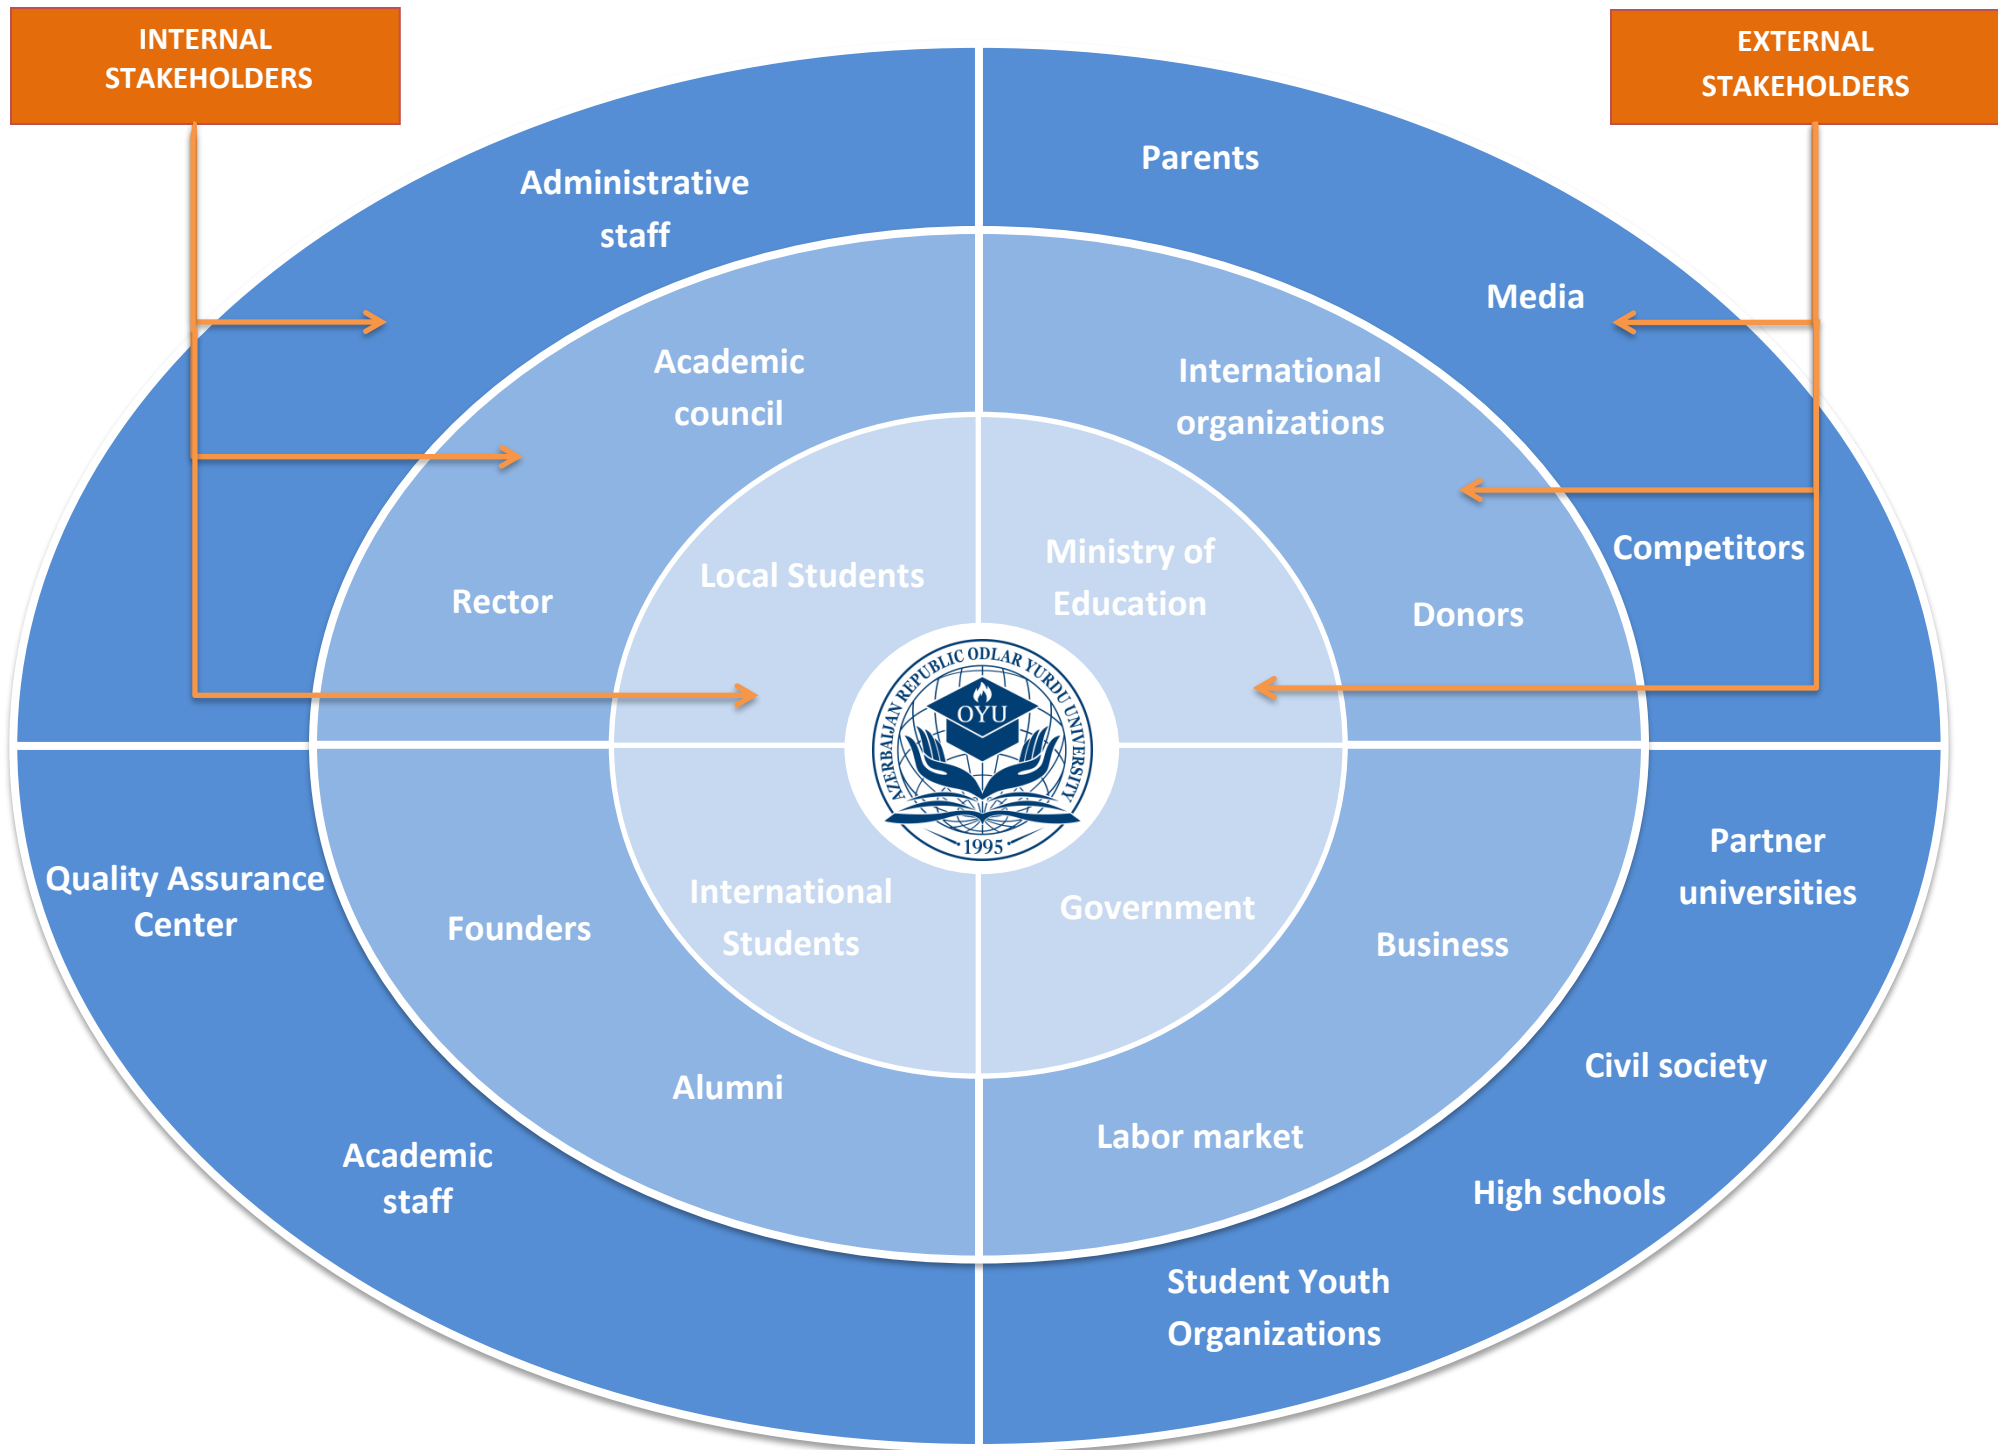 INTERNAL
STAKEHOLDERS
EXTERNAL
STAKEHOLDERS
Administrative
staff
Parents
Media
Academic
council
International
organizations
Local Students
Ministry of
Education
Competitors
Rector
Donors
AZERBAIJAN REPUBLIC ODLAR YURDU UNIVERSITY
OYU
1995
Quality Assurance
Center
Founders
International
Students
Government
Business
Partner
universities
Alumni
Labor market
Civil society
Academic
staff
High schools
Student Youth
Organizations